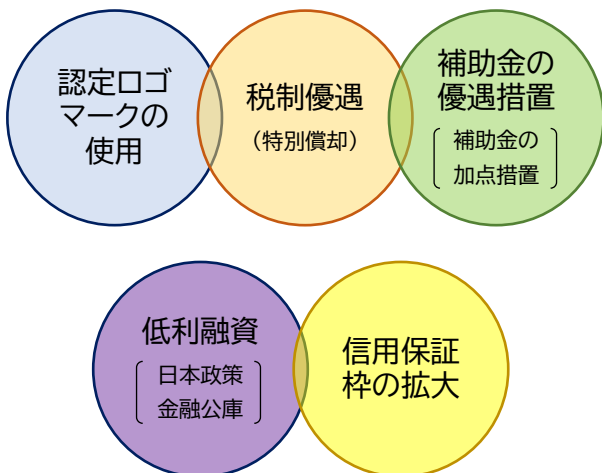 認定ロゴ
マークの
使用
税制優遇
（特別償却）
補助金の
優遇措置
補助金の
加点措置
低利融資
日本政策
金融公庫
信用保証
枠の拡大